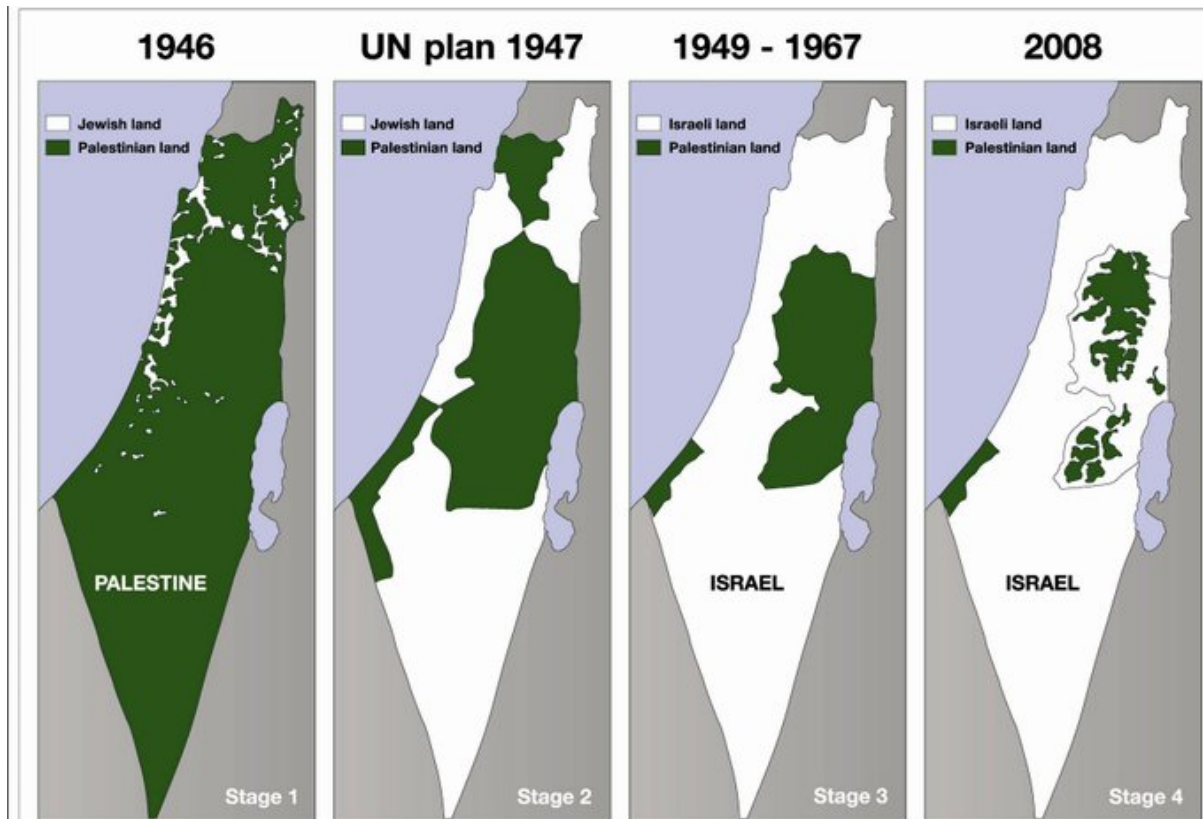 1946
Jewish land
Palestinian land
PALESTINE
Stage 1
UN plan 1947
Jewish land
Palestinian land
Stage 2
1949 - 1967
Israeli land
Palestinian land
ISRAEL
Stage 3
2008
Israeli land
Palestinian land
ISRAEL
Stage 4